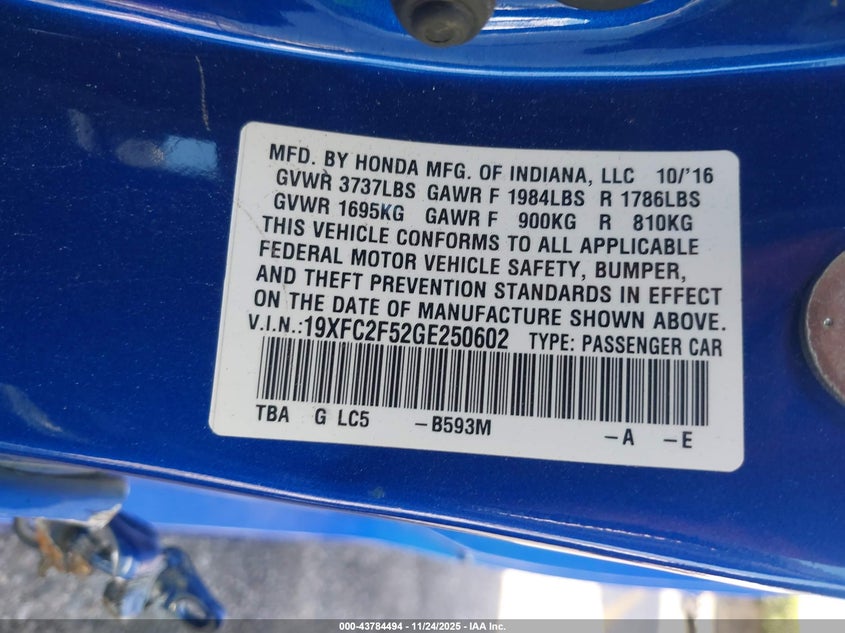 MFD. BY HONDA MFG. OF INDIANA, LLC 10/'16
GVWR 3737LBS GAWR F 1984LBS R 1786LBS
GVWR 1695KG GAWR F 900KG R 810KG
THIS VEHICLE CONFORMS TO ALL APPLICABLE
FEDERAL MOTOR VEHICLE SAFETY, BUMPER,
AND THEFT PREVENTION STANDARDS IN EFFECT
ON THE DATE OF MANUFACTURE SHOWN ABOVE.
V.I.N.:19XFC2F52GE250602 TYPE: PASSENGER CAR
TBA G LC5 -B593M -A -E
000-43784494 - 11/24/2025 - IAA Inc.